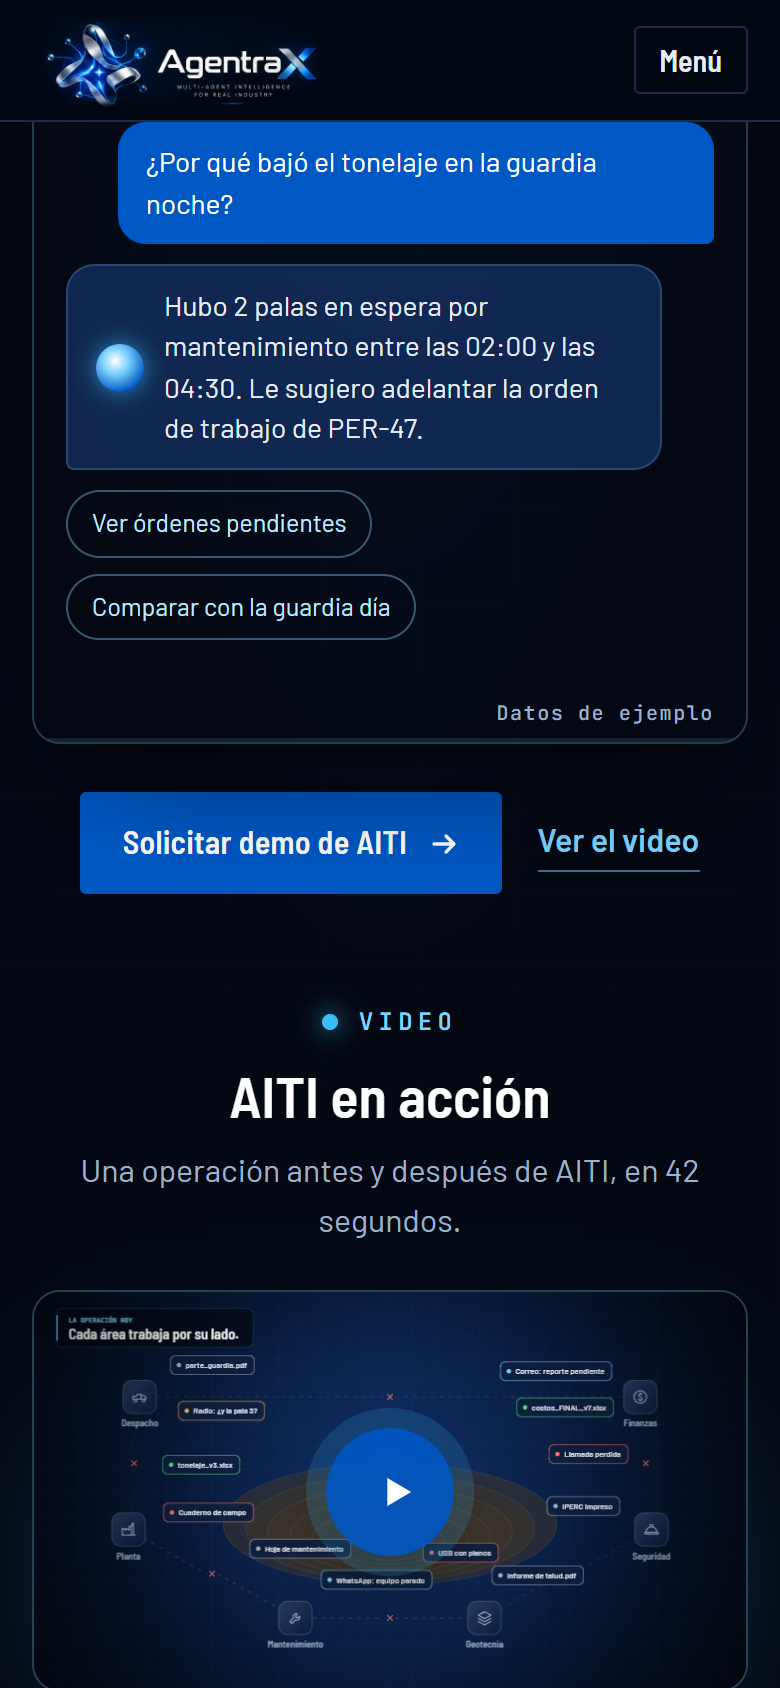 AgentraX
MULTI-AGENT INTELLIGENCE
FOR REAL INDUSTRY
Menú
¿Por qué bajó el tonelaje en la guardia
noche?
Hubo 2 palas en espera por
mantenimiento entre las 02:00 y las
04:30. Le sugiero adelantar la orden
de trabajo de PER-47.
Ver órdenes pendientes
Comparar con la guardia día
Datos de ejemplo
Solicitar demo de AITI →
Ver el video
VIDEO
AITI en acción
Una operación antes y después de AITI, en 42
segundos.
LA OPERACIÓN HOY
Cada área trabaja por su lado.
parte_guardia.pdf
Correo: reporte pendiente
Despacho
Radio: ¿y la pala 3?
costos_FINAL_v7.xlsx
Finanzas
Llamada perdida
tonelaje_v3.xlsx
Cuaderno de campo
IPERC impreso
Planta
Hoja de mantenimiento
USB con planos
Seguridad
WhatsApp: equipo parado
Informe de talud.pdf
Mantenimiento
Geotecnia